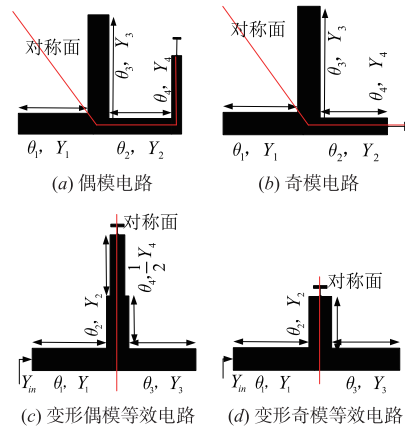 对称面
θ3, Y3
θ4, Y4
θ1, Y1
θ2, Y2
(a) 偶模电路
对称面
θ3, Y3
θ4, Y4
θ1, Y1
θ2, Y2
(b) 奇模电路
对称面
θ4, 1/2 Y4
θ2, Y2
Yin
θ1, Y1
θ3, Y3
(c) 变形偶模等效电路
对称面
θ2, Y2
Yin
θ1, Y1
θ3, Y3
(d) 变形奇模等效电路